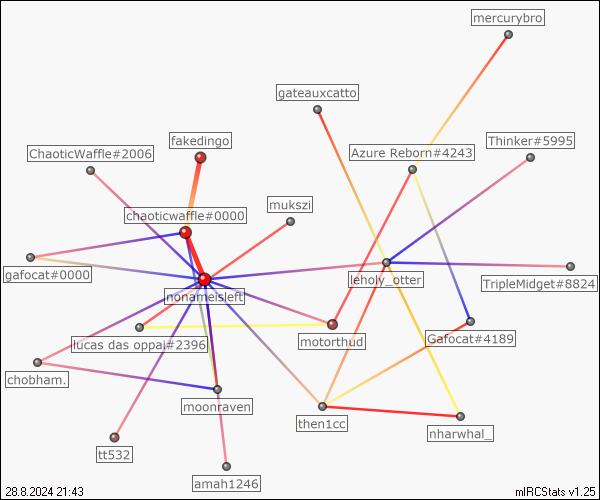 mercurybro
gateauxcatto
fakedingo
Thinker#5995
Azure Reborn#4243
ChaoticWaffle#2006
mukszi
chaoticwaffle#0000
gafocat#0000
leholy_otter
TripleMidget#8824
nonameisleft
lucas das oppai#2396
motorthud
Gafocat#4189
chobham.
moonraven
then1cc
nharwhal_
tt532
amah1246
28.8.2024 21:43
mIRCStats v1.25